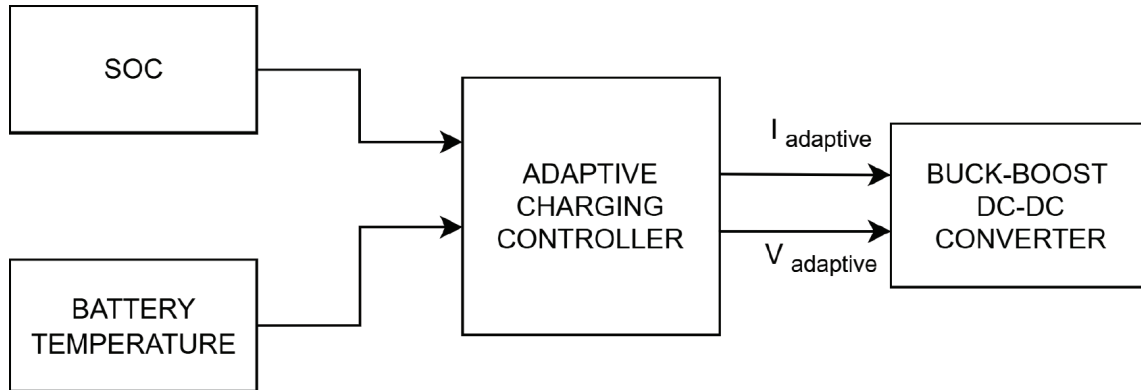 SOC
BATTERY
TEMPERATURE
ADAPTIVE
CHARGING
CONTROLLER
I adaptive
V adaptive
BUCK-BOOST
DC-DC
CONVERTER